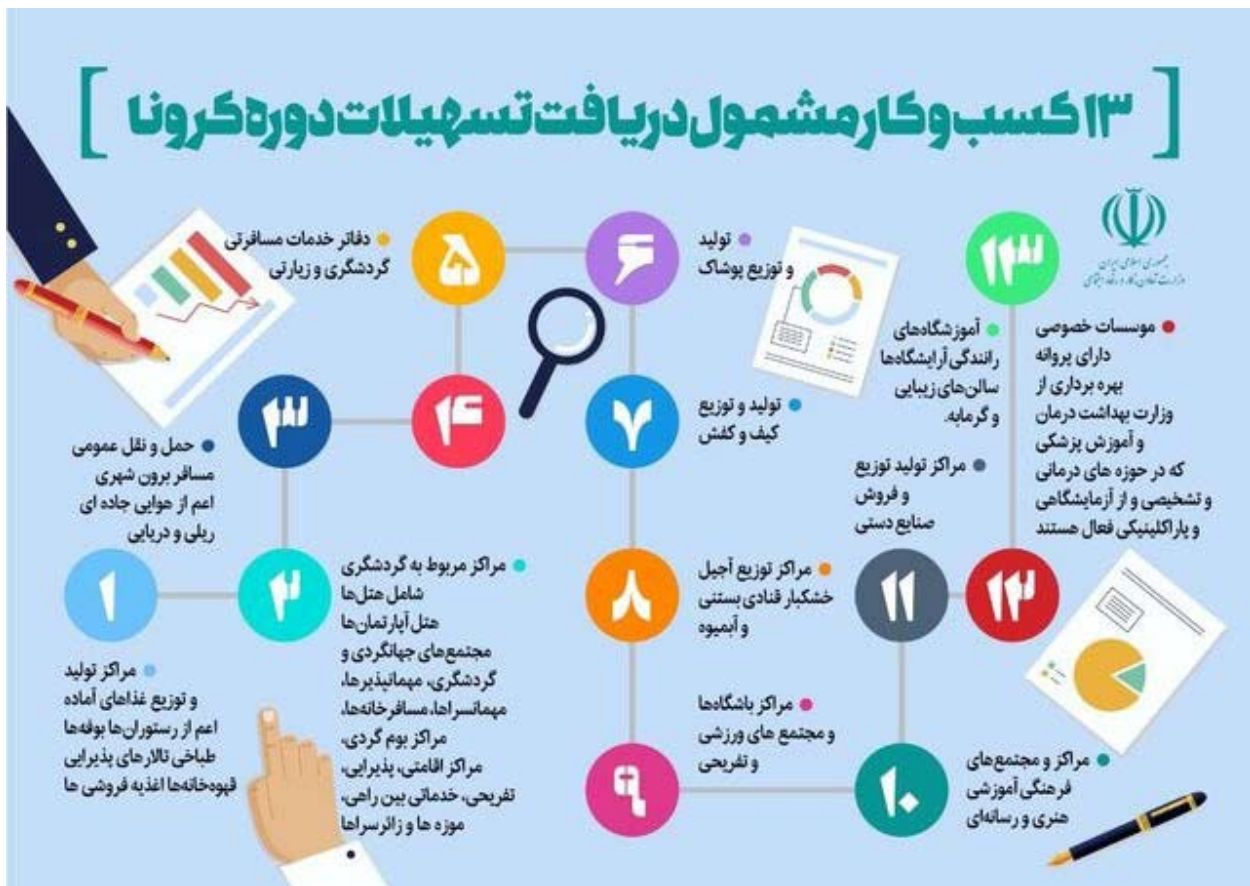 [ ۱۳ کسب و کار مشمول دریافت تسهیلات دوره کرونا ]
جمهوری اسلامی ایران
وزارت تعاون، کار و رفاه اجتماعی
۱
مراکز تولید
و توزیع غذاهای آماده
اعم از رستوران‌ها بوفه‌ها
طباخی تالارهای پذیرایی
قهوه‌خانه‌ها اغذیه فروشی ها
۲
مراکز مربوط به گردشگری
شامل هتل‌ها
هتل آپارتمان‌ها
مجتمع‌های جهانگردی و
گردشگری، مهمانپذیرها،
مهمانسراها، مسافرخانه‌ها،
مراکز بوم گردی،
مراکز اقامتی، پذیرایی،
تفریحی، خدماتی بین راهی،
موزه ها و زائرسراها
۳
حمل و نقل عمومی
مسافر برون شهری
اعم از هوایی جاده ای
ریلی و دریایی
۴
۵
دفاتر خدمات مسافرتی
گردشگری و زیارتی
۶
تولید
و توزیع پوشاک
۷
تولید و توزیع
کیف و کفش
۸
مراکز توزیع آجیل
خشکبار قنادی بستنی
و آبمیوه
۹
مراکز باشگاه‌ها
و مجتمع های ورزشی
و تفریحی
۱۰
مراکز و مجتمع‌های
فرهنگی آموزشی
هنری و رسانه‌ای
۱۱
مراکز تولید توزیع
و فروش
صنایع دستی
۱۲
موسسات خصوصی
دارای پروانه
بهره برداری از
وزارت بهداشت درمان
و آموزش پزشکی
که در حوزه های درمانی
و تشخیصی و از آزمایشگاهی
و پاراکلینیکی فعال هستند
۱۳
آموزشگاه‌های
رانندگی آرایشگاه‌ها
سالن‌های زیبایی
و گرمابه.